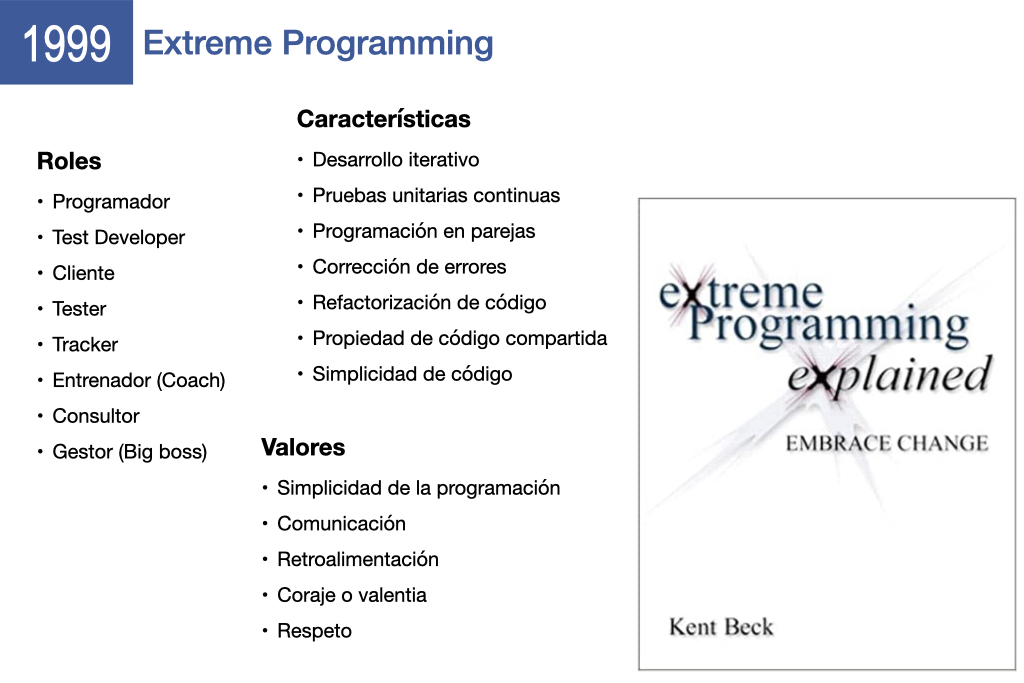 1999
Extreme Programming
Roles
• Programador
• Test Developer
• Cliente
• Tester
• Tracker
• Entrenador (Coach)
• Consultor
• Gestor (Big boss)
Características
• Desarrollo iterativo
• Pruebas unitarias continuas
• Programación en parejas
• Corrección de errores
• Refactorización de código
• Propiedad de código compartida
• Simplicidad de código
Valores
• Simplicidad de la programación
• Comunicación
• Retroalimentación
• Coraje o valentia
• Respeto
extreme
Programming
explained
EMBRACE CHANGE
Kent Beck